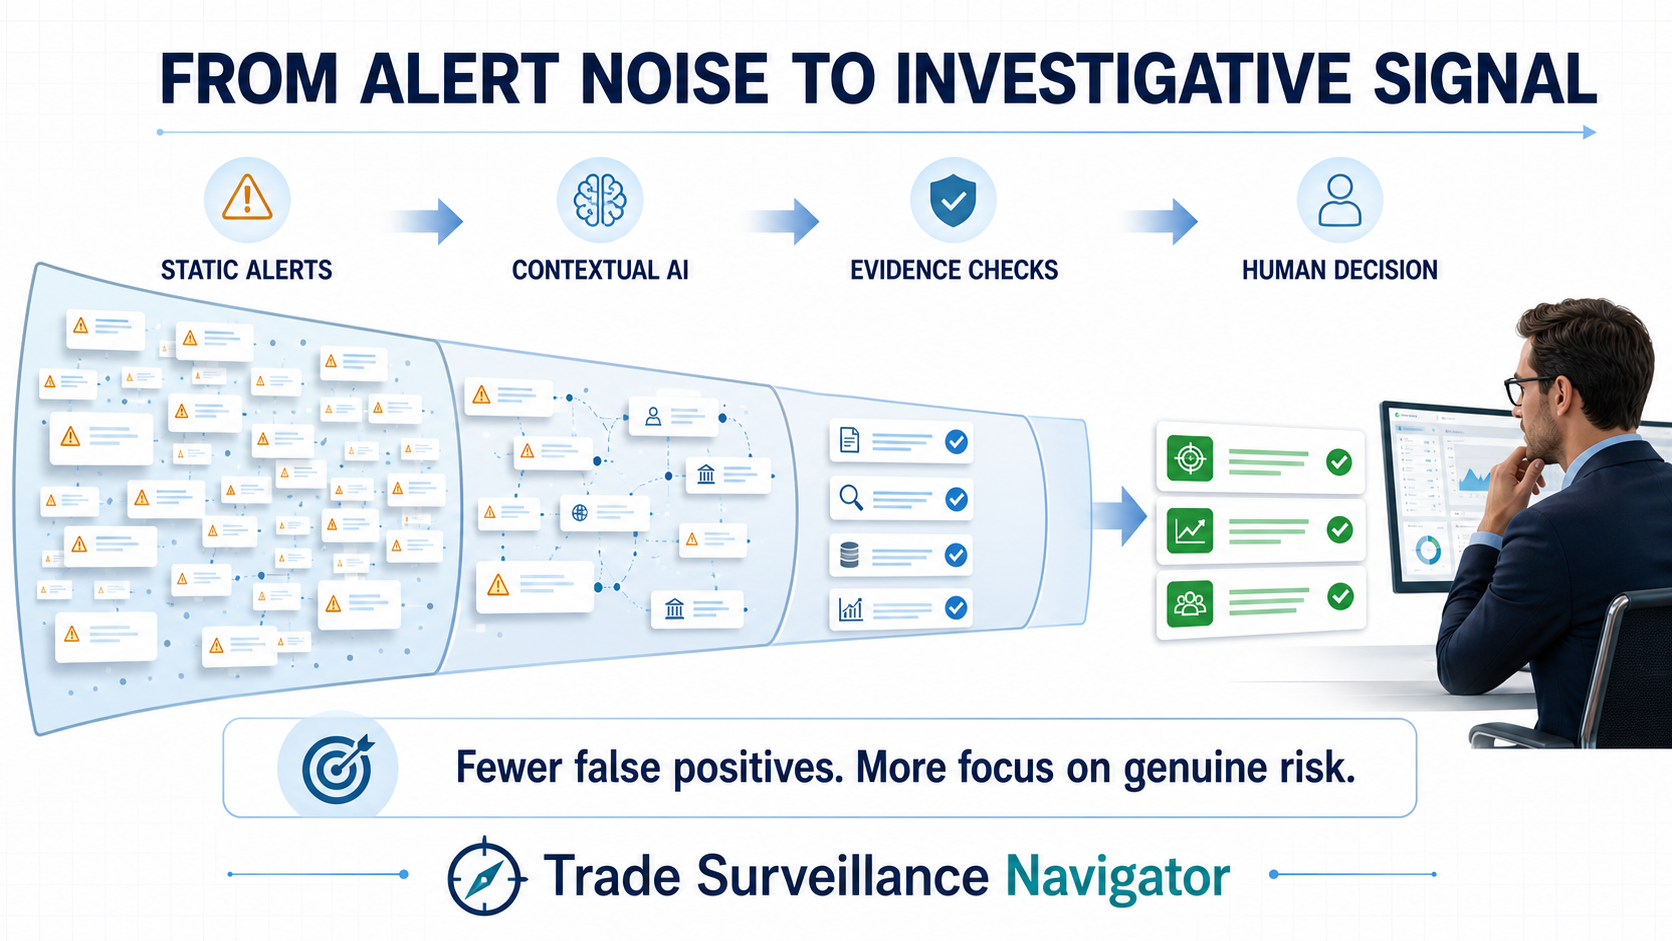 FROM ALERT NOISE TO INVESTIGATIVE SIGNAL
STATIC ALERTS
CONTEXTUAL AI
EVIDENCE CHECKS
HUMAN DECISION
Fewer false positives. More focus on genuine risk.
Trade Surveillance Navigator